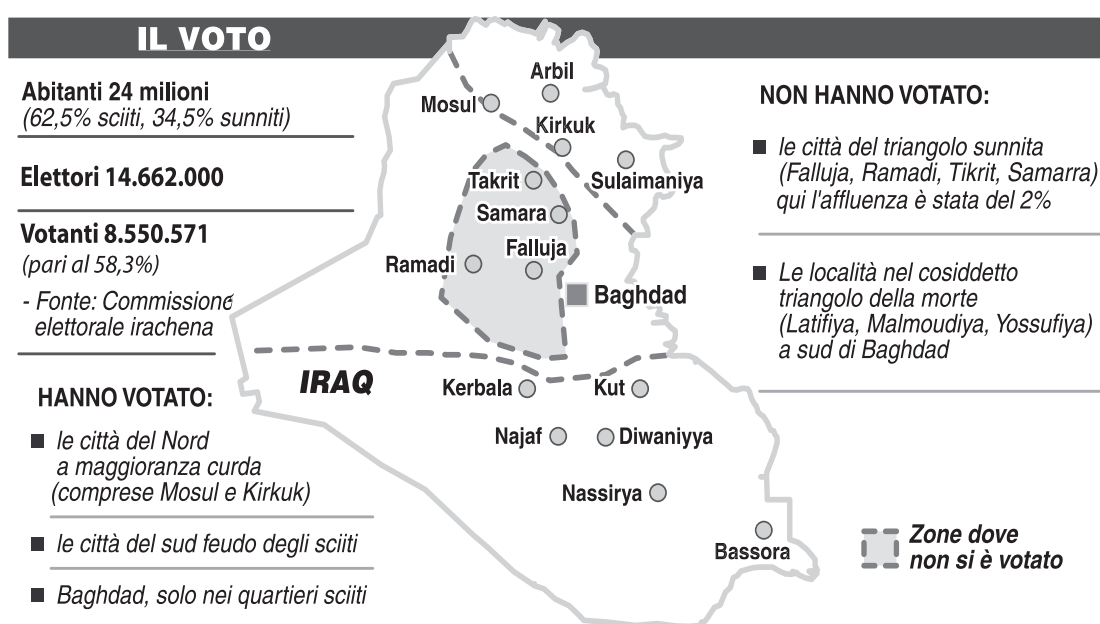 IL VOTO
Abitanti 24 milioni
(62,5% sciiti, 34,5% sunniti)
Elettori 14.662.000
Votanti 8.550.571
(pari al 58,3%)
- Fonte: Commissione
elettorale irachena
HANNO VOTATO:
le città del Nord
a maggioranza curda
(comprese Mosul e Kirkuk)
le città del sud feudo degli sciiti
Baghdad, solo nei quartieri sciiti
Arbil
Mosul
Kirkuk
Sulaimaniya
Takrit
Samara
Falluja
Ramadi
Baghdad
IRAQ
Kerbala
Kut
Najaf
Diwaniyya
Nassirya
Bassora
NON HANNO VOTATO:
le città del triangolo sunnita
(Falluja, Ramadi, Tikrit, Samarra)
qui l'affluenza è stata del 2%
Le località nel cosiddetto
triangolo della morte
(Latifiya, Malmoudiya, Yossufiya)
a sud di Baghdad
Zone dove
non si è votato